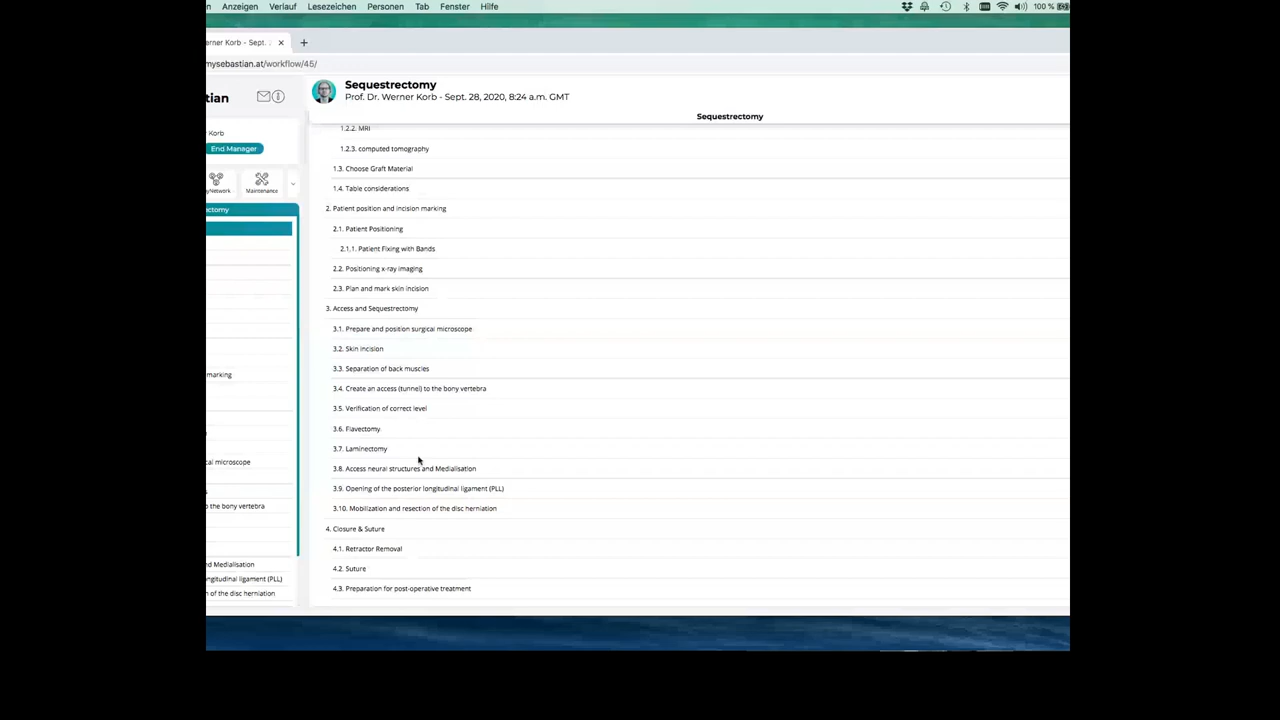 n Anzeigen Verlauf Lesezeichen Personen Tab Fenster Hilfe 100 %
erner Korb - Sept. 2 × +
mysebastian.at/workflow/45/
tian
Sequestrectomy
Prof. Dr. Werner Korb - Sept. 28, 2020, 8:24 a.m. GMT
Sequestrectomy
r Korb
End Manager
yNetwork Maintenance
ectomy
marking
cal microscope
s
o the bony vertebra
nd Medialisation
ongitudinal ligament (PLL)
n of the disc herniation
1.2.2. MRI
1.2.3. computed tomography
1.3. Choose Graft Material
1.4. Table considerations
2. Patient position and incision marking
2.1. Patient Positioning
2.1.1. Patient Fixing with Bands
2.2. Positioning x-ray imaging
2.3. Plan and mark skin incision
3. Access and Sequestrectomy
3.1. Prepare and position surgical microscope
3.2. Skin incision
3.3. Separation of back muscles
3.4. Create an access (tunnel) to the bony vertebra
3.5. Verification of correct level
3.6. Flavectomy
3.7. Laminectomy
3.8. Access neural structures and Medialisation
3.9. Opening of the posterior longitudinal ligament (PLL)
3.10. Mobilization and resection of the disc herniation
4. Closure & Suture
4.1. Retractor Removal
4.2. Suture
4.3. Preparation for post-operative treatment